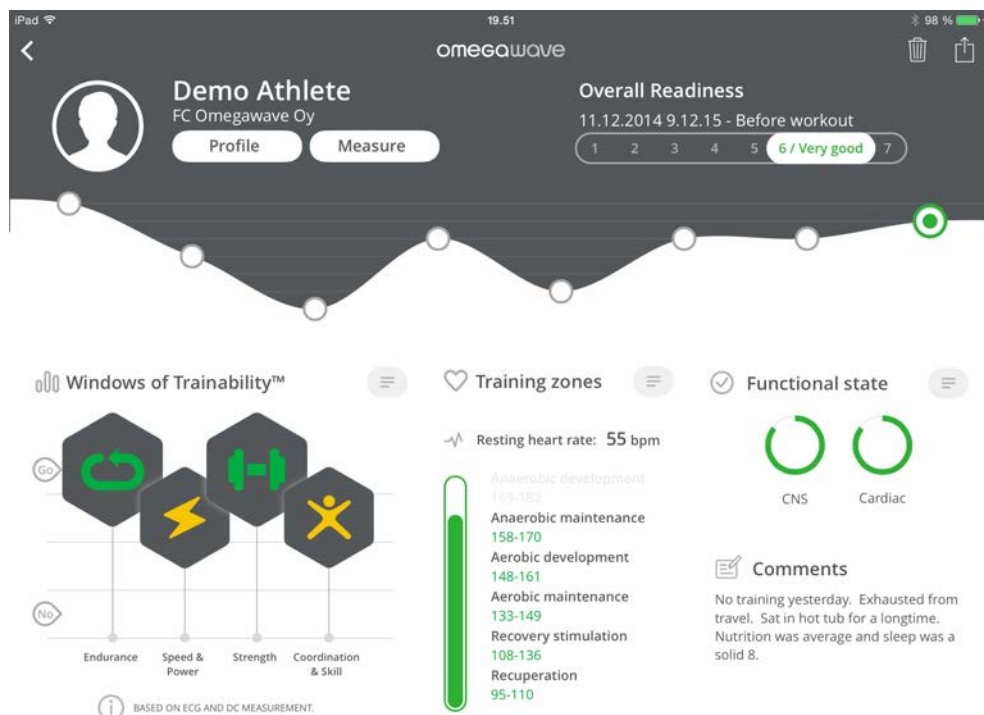 iPad 19.51 98 %
omegawave
Demo Athlete
FC Omegawave Oy
Profile Measure
Overall Readiness
11.12.2014 9.12.15 - Before workout
1 2 3 4 5 6 / Very good 7
Windows of Trainability™
Go
No
Endurance
Speed &
Power
Strength
Coordination
& Skill
i BASED ON ECG AND DC MEASUREMENT.
Training zones
Resting heart rate: 55 bpm
Anaerobic development
169-182
Anaerobic maintenance
158-170
Aerobic development
148-161
Aerobic maintenance
133-149
Recovery stimulation
108-136
Recuperation
95-110
Functional state
CNS Cardiac
Comments
No training yesterday. Exhausted from
travel. Sat in hot tub for a longtime.
Nutrition was average and sleep was a
solid 8.